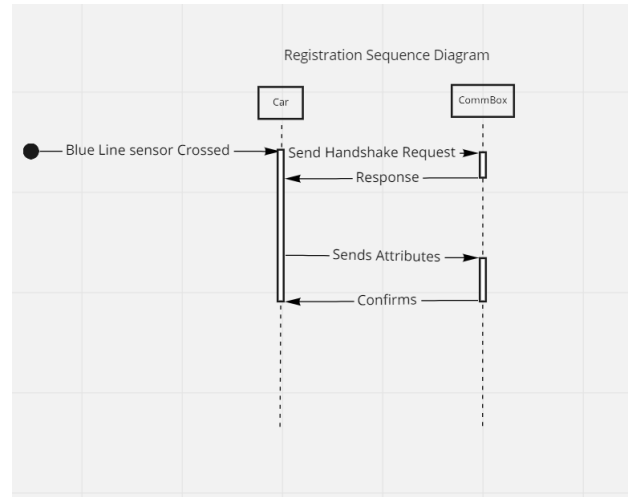 Registration Sequence Diagram
Car
CommBox
Blue Line sensor Crossed
Send Handshake Request
Response
Sends Attributes
Confirms